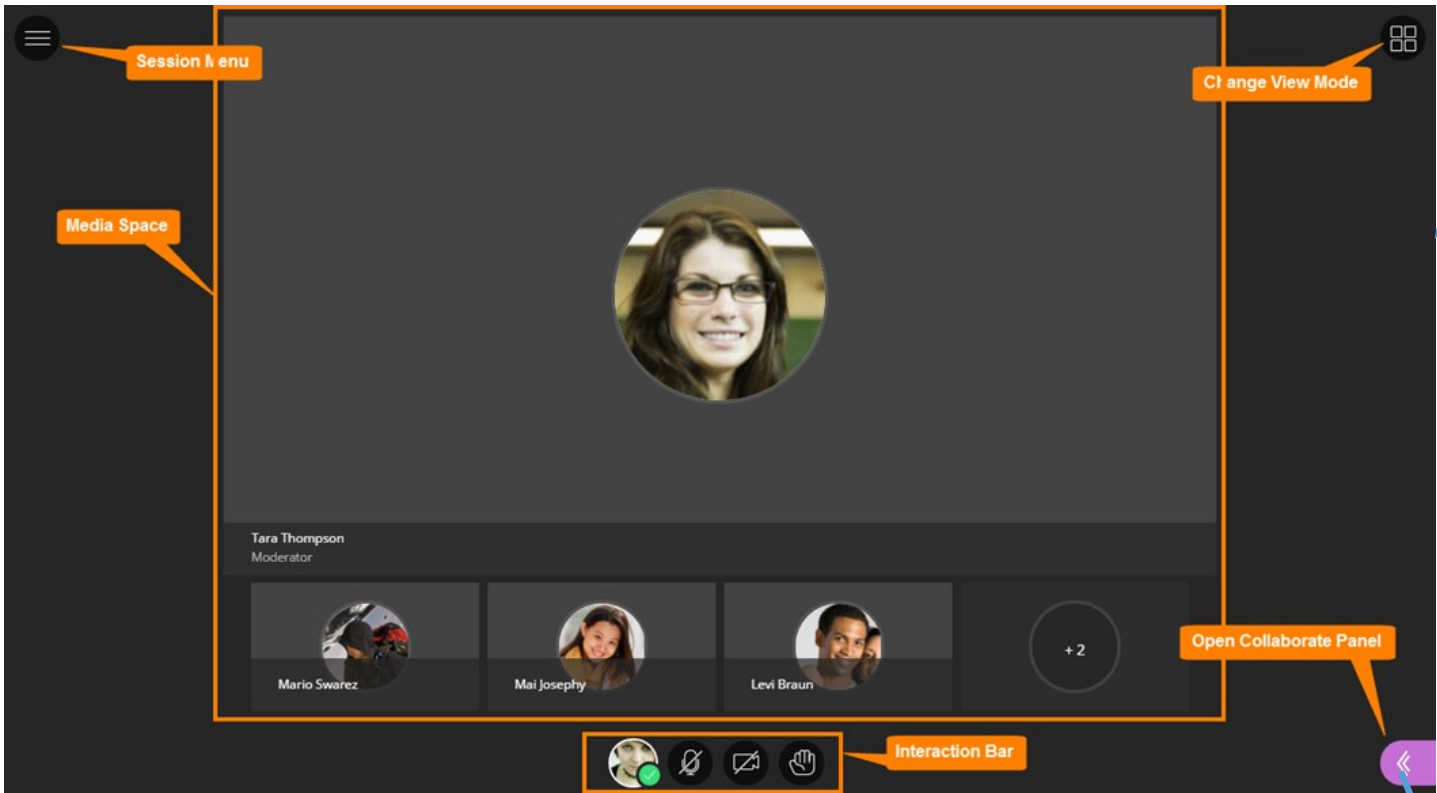 Session Menu
Change View Mode
Media Space
Tara Thompson
Moderator
Mario Swarez
Mai Josephy
Levi Braun
+ 2
Open Collaborate Panel
Interaction Bar